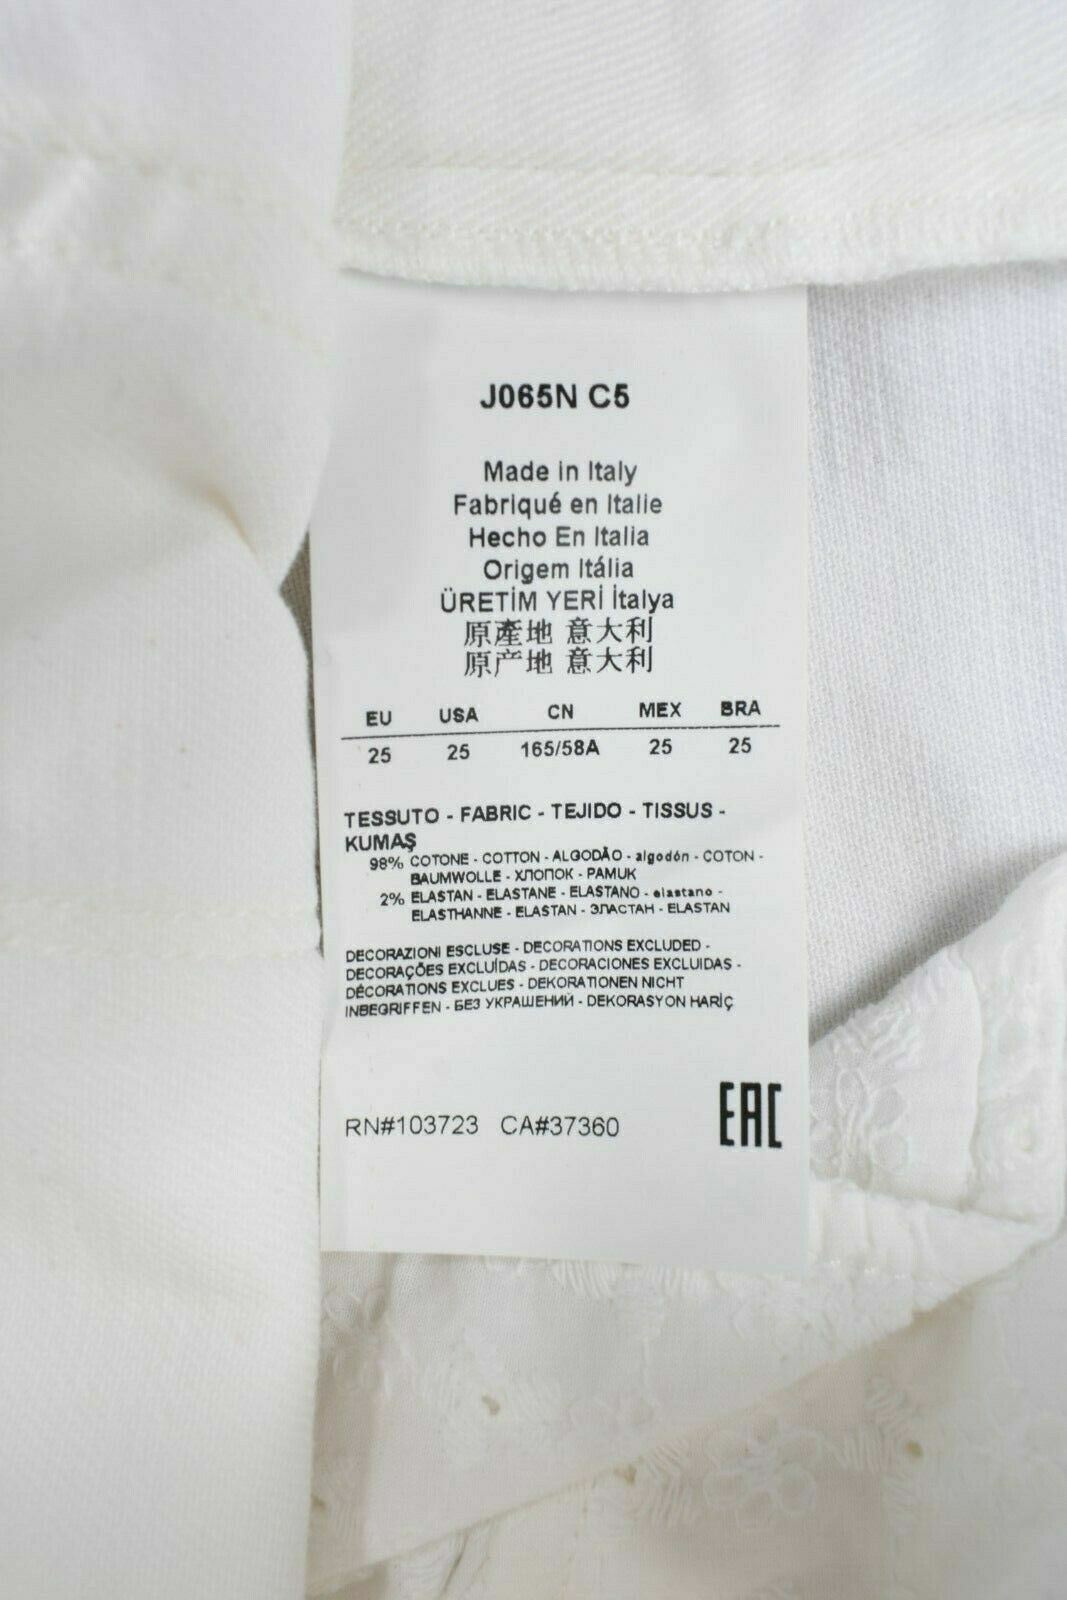 J065N C5
Made in Italy
Fabriqué en Italie
Hecho En Italia
Origem Itália
ÜRETİM YERİ İtalya
原產地 意大利
原产地 意大利
EU USA CN MEX BRA
25 25 165/58A 25 25
TESSUTO - FABRIC - TEJIDO - TISSUS -
KUMAŞ
98% COTONE - COTTON - ALGODÃO - algodón - COTON -
BAUMWOLLE - ХЛОПОК - PAMUK
2% ELASTAN - ELASTANE - ELASTANO - elastano -
ELASTHANNE - ELASTAN - ЭЛАСТАН - ELASTAN
DECORAZIONI ESCLUSE - DECORATIONS EXCLUDED -
DECORAÇÕES EXCLUÍDAS - DECORACIONES EXCLUIDAS -
DÉCORATIONS EXCLUES - DEKORATIONEN NICHT
INBEGRIFFEN - БЕЗ УКРАШЕНИЙ - DEKORASYON HARİÇ
RN#103723 CA#37360
EAC